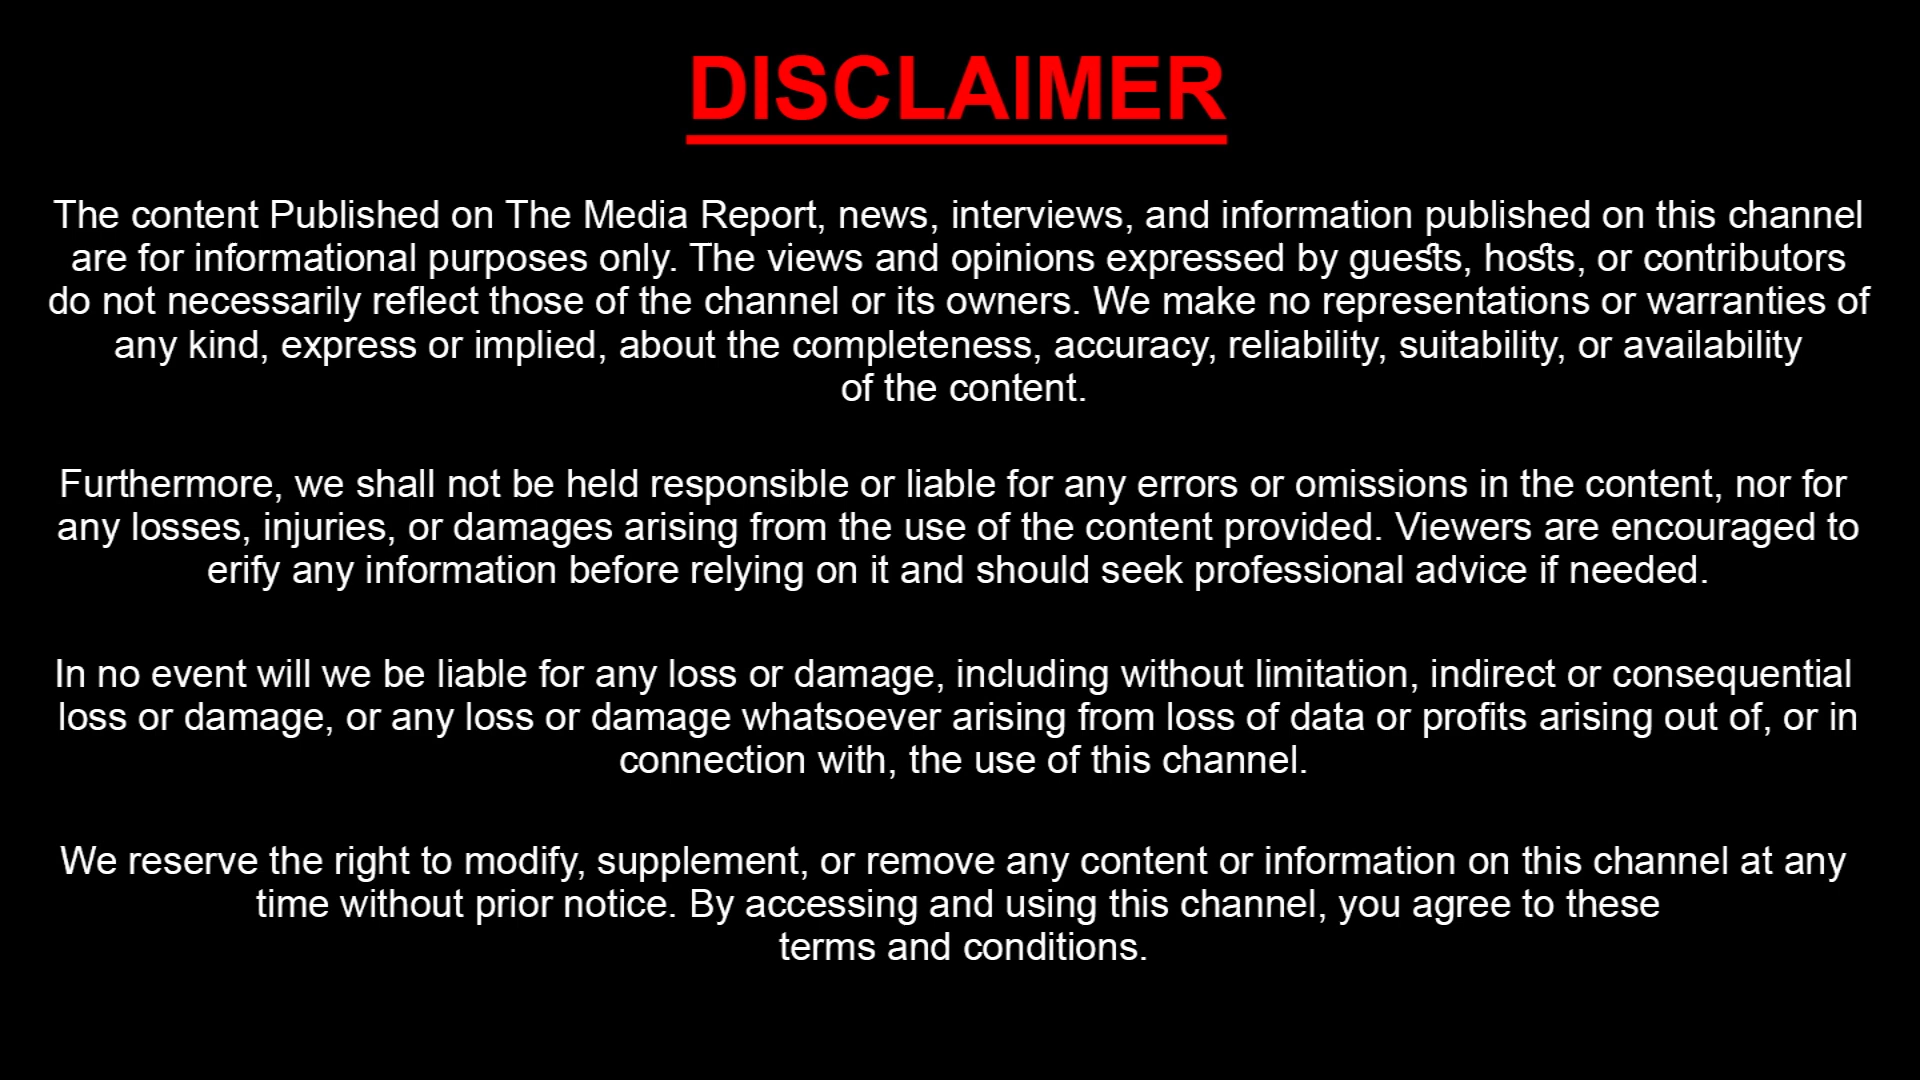 DISCLAIMER
The content Published on The Media Report, news, interviews, and information published on this channel
are for informational purposes only. The views and opinions expressed by guests, hosts, or contributors
do not necessarily reflect those of the channel or its owners. We make no representations or warranties of
any kind, express or implied, about the completeness, accuracy, reliability, suitability, or availability
of the content.
Furthermore, we shall not be held responsible or liable for any errors or omissions in the content, nor for
any losses, injuries, or damages arising from the use of the content provided. Viewers are encouraged to
erify any information before relying on it and should seek professional advice if needed.
In no event will we be liable for any loss or damage, including without limitation, indirect or consequential
loss or damage, or any loss or damage whatsoever arising from loss of data or profits arising out of, or in
connection with, the use of this channel.
We reserve the right to modify, supplement, or remove any content or information on this channel at any
time without prior notice. By accessing and using this channel, you agree to these
terms and conditions.